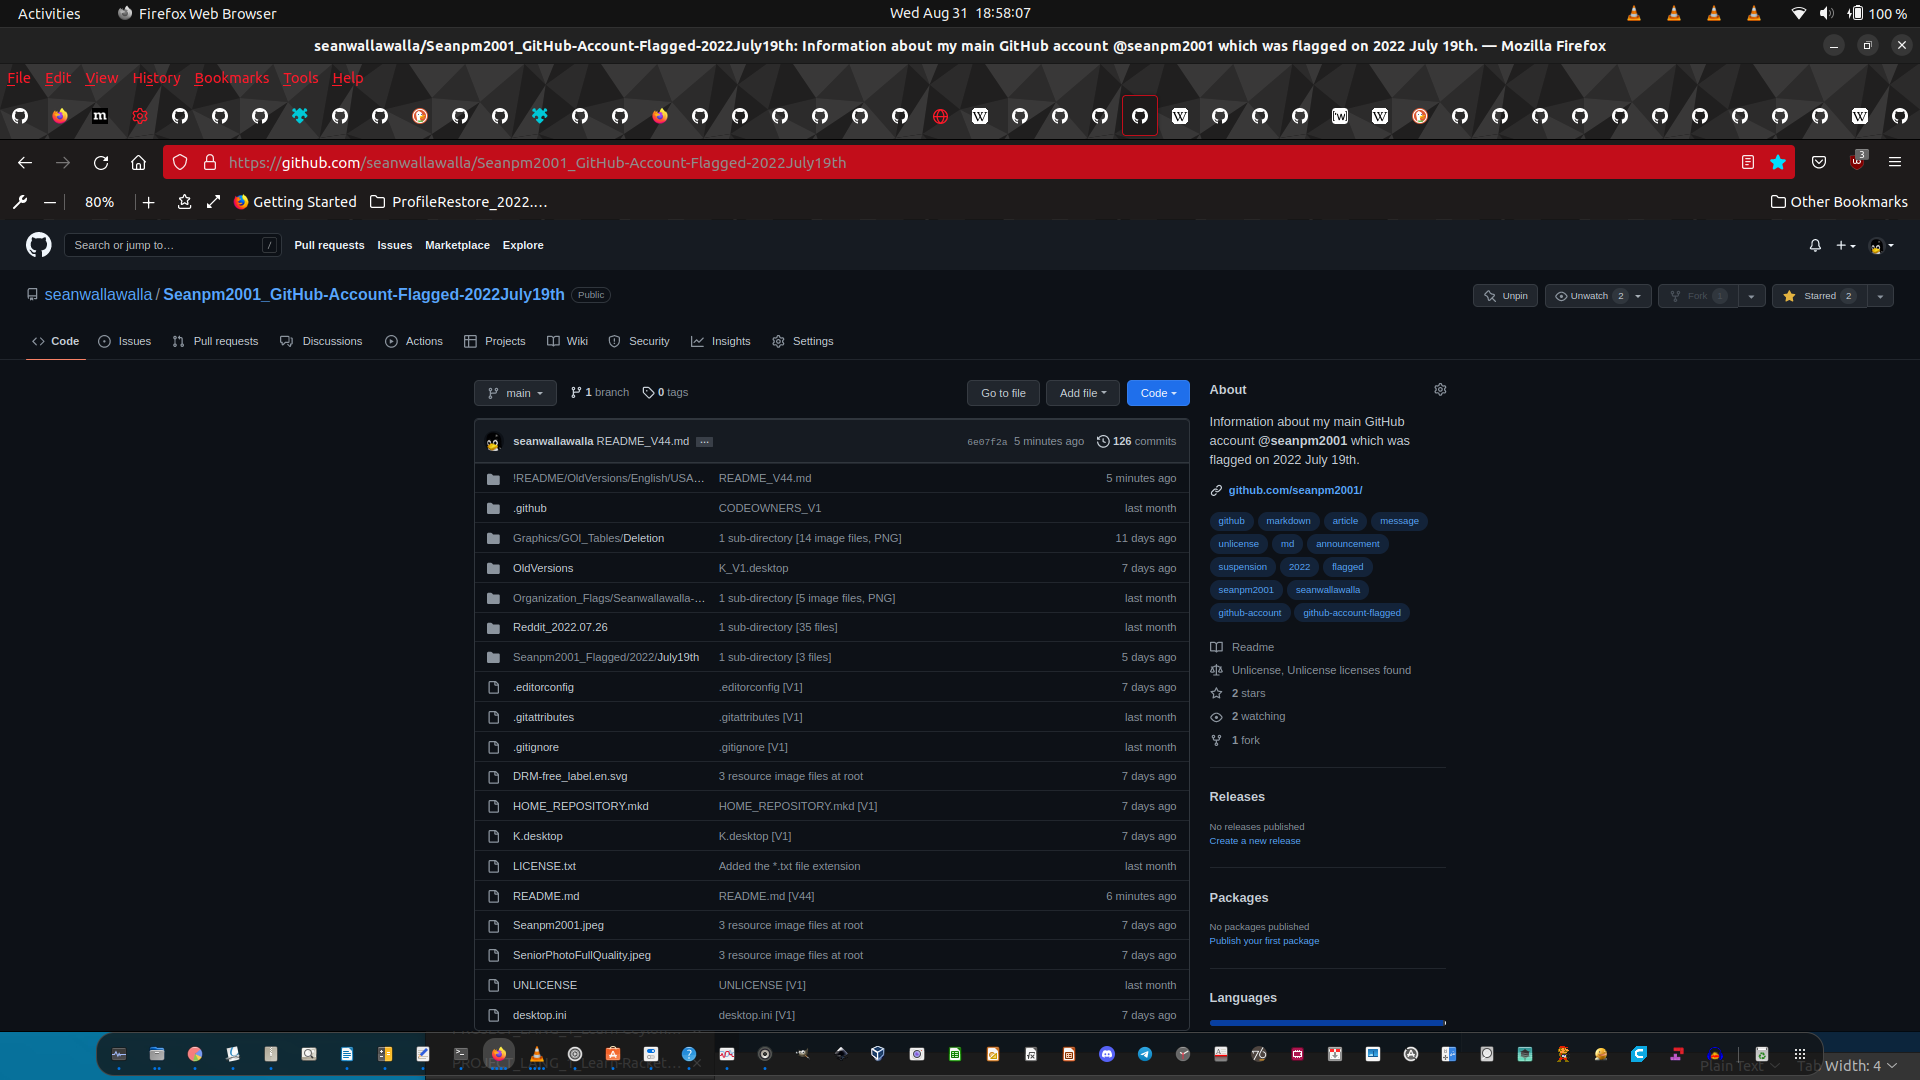 Activities Firefox Web Browser Wed Aug 31 18:58:07 100 %
seanwallawalla/Seanpm2001_GitHub-Account-Flagged-2022July19th: Information about my main GitHub account @seanpm2001 which was flagged on 2022 July 19th. — Mozilla Firefox
File Edit View History Bookmarks Tools Help
https://github.com/seanwallawalla/Seanpm2001_GitHub-Account-Flagged-2022July19th 3
80% Getting Started ProfileRestore_2022.... Other Bookmarks
Search or jump to... / Pull requests Issues Marketplace Explore
seanwallawalla / Seanpm2001_GitHub-Account-Flagged-2022July19th Public Unpin Unwatch 2 Fork 1 Starred 2
Code Issues Pull requests Discussions Actions Projects Wiki Security Insights Settings
main 1 branch 0 tags Go to file Add file Code
seanwallawalla README_V44.md ... 6e07f2a 5 minutes ago 126 commits
!README/OldVersions/English/USA... README_V44.md 5 minutes ago
.github CODEOWNERS_V1 last month
Graphics/GOI_Tables/Deletion 1 sub-directory [14 image files, PNG] 11 days ago
OldVersions K_V1.desktop 7 days ago
Organization_Flags/Seanwallawalla-... 1 sub-directory [5 image files, PNG] last month
Reddit_2022.07.26 1 sub-directory [35 files] last month
Seanpm2001_Flagged/2022/July19th 1 sub-directory [3 files] 5 days ago
.editorconfig .editorconfig [V1] 7 days ago
.gitattributes .gitattributes [V1] last month
.gitignore .gitignore [V1] last month
DRM-free_label.en.svg 3 resource image files at root 7 days ago
HOME_REPOSITORY.mkd HOME_REPOSITORY.mkd [V1] 7 days ago
K.desktop K.desktop [V1] 7 days ago
LICENSE.txt Added the *.txt file extension last month
README.md README.md [V44] 6 minutes ago
Seanpm2001.jpeg 3 resource image files at root 7 days ago
SeniorPhotoFullQuality.jpeg 3 resource image files at root 7 days ago
UNLICENSE UNLICENSE [V1] last month
desktop.ini desktop.ini [V1] 7 days ago
About
Information about my main GitHub
account @seanpm2001 which was
flagged on 2022 July 19th.
github.com/seanpm2001/
github markdown article message
unlicense md announcement
suspension 2022 flagged
seanpm2001 seanwallawalla
github-account github-account-flagged
Readme
Unlicense, Unlicense licenses found
2 stars
2 watching
1 fork
Releases
No releases published
Create a new release
Packages
No packages published
Publish your first package
Languages
Plain Text Tab Width: 4